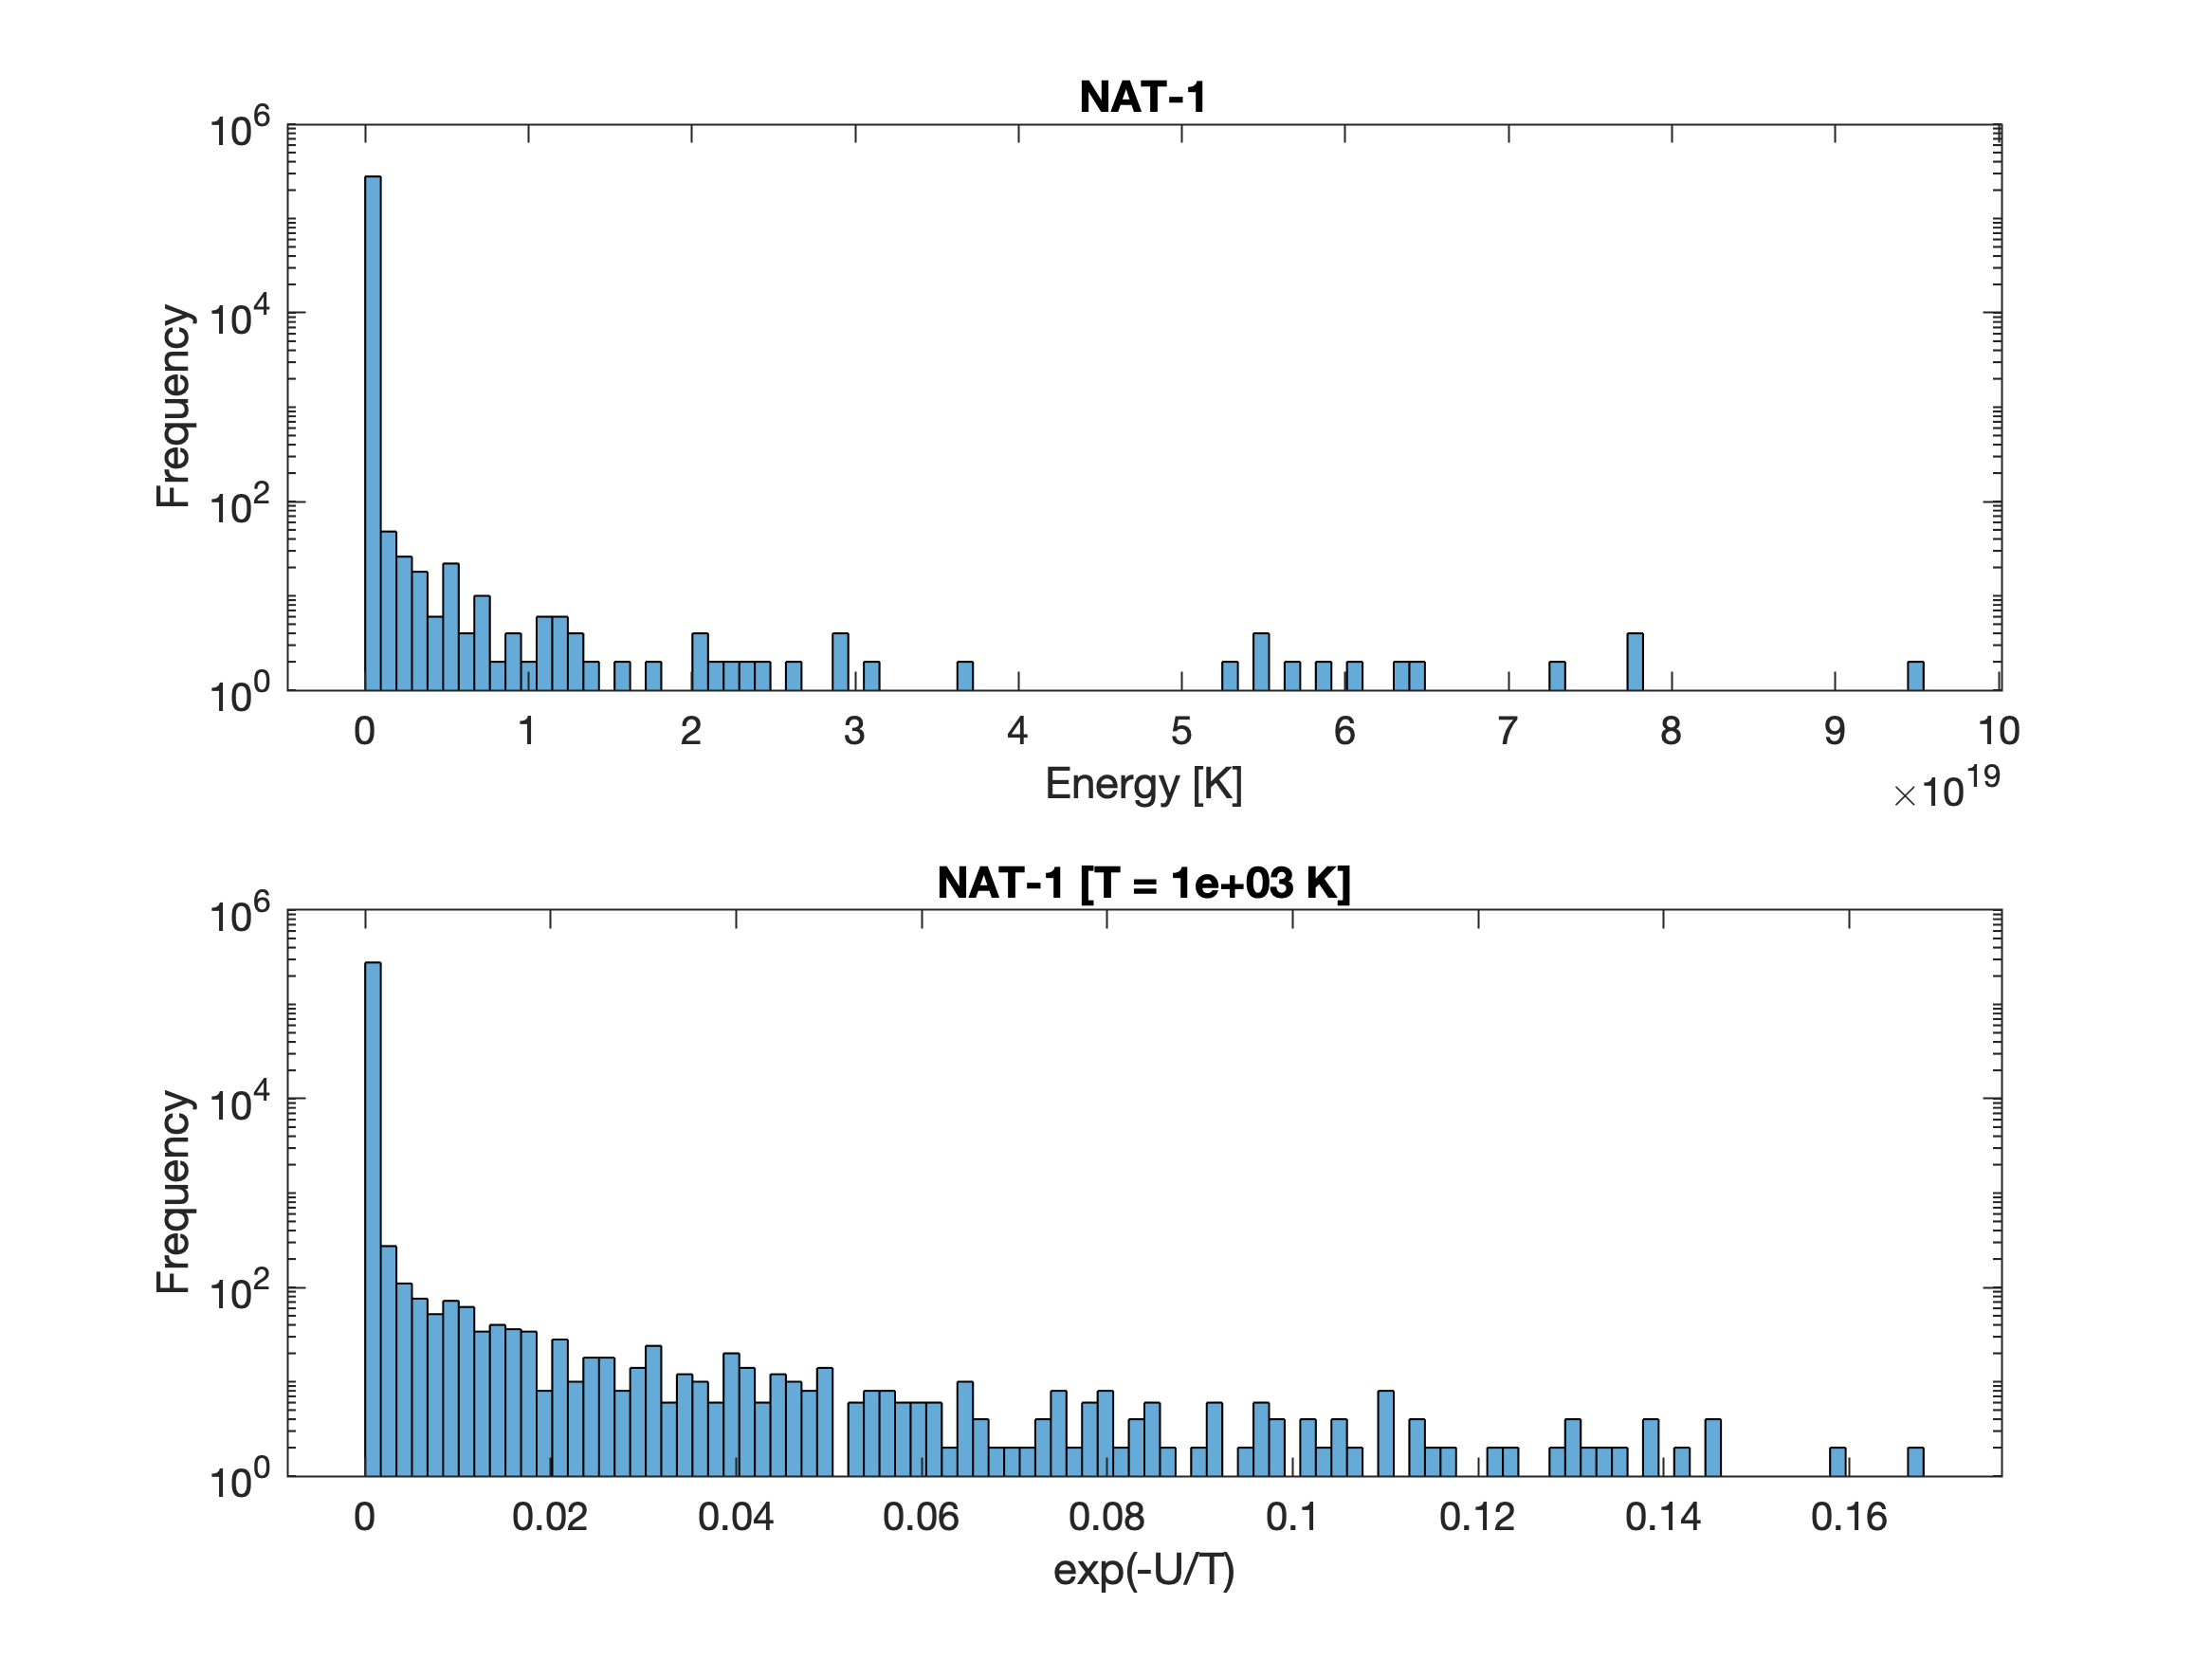 NAT-1
10^6
10^4
10^2
10^0
Frequency
0 1 2 3 4 5 6 7 8 9 10
Energy [K]
×10^19
NAT-1 [T = 1e+03 K]
10^6
10^4
10^2
10^0
Frequency
0 0.02 0.04 0.06 0.08 0.1 0.12 0.14 0.16
exp(-U/T)